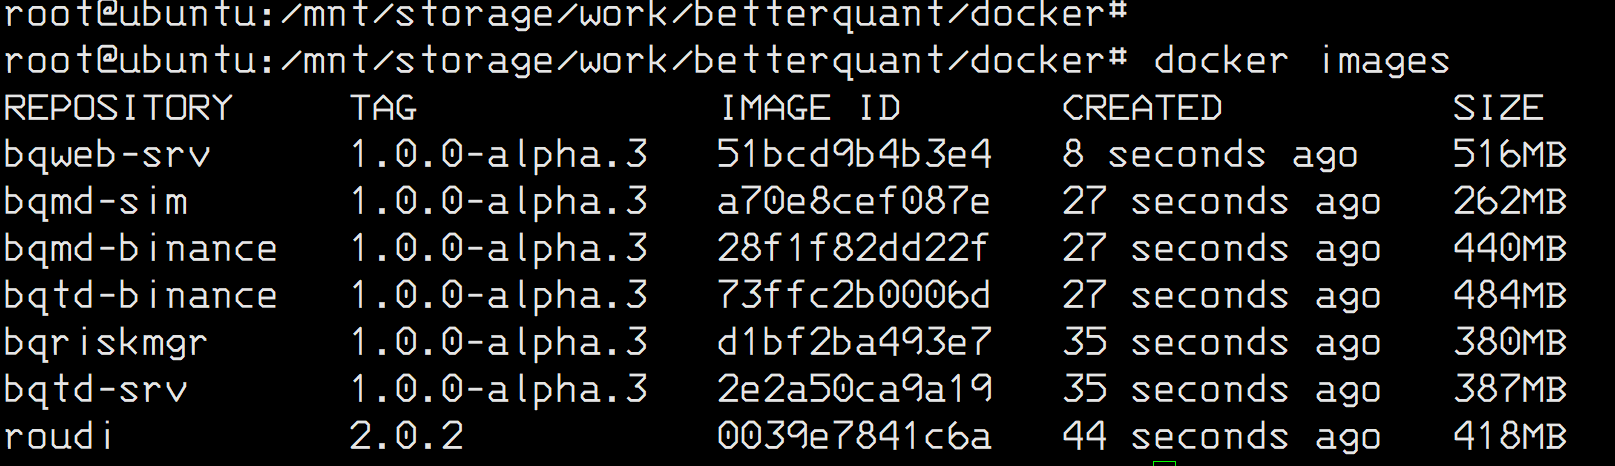 root@ubuntu:/mnt/storage/work/betterquant/docker#
root@ubuntu:/mnt/storage/work/betterquant/docker# docker images
REPOSITORY     TAG             IMAGE ID       CREATED          SIZE
bqweb-srv      1.0.0-alpha.3   51bcd9b4b3e4   8 seconds ago    516MB
bqmd-sim       1.0.0-alpha.3   a70e8cef087e   27 seconds ago   262MB
bqmd-binance   1.0.0-alpha.3   28f1f82dd22f   27 seconds ago   440MB
bqtd-binance   1.0.0-alpha.3   73ffc2b0006d   27 seconds ago   484MB
bqriskmgr      1.0.0-alpha.3   d1bf2ba493e7   35 seconds ago   380MB
bqtd-srv       1.0.0-alpha.3   2e2a50ca9a19   35 seconds ago   387MB
roudi          2.0.2           0039e7841c6a   44 seconds ago   418MB